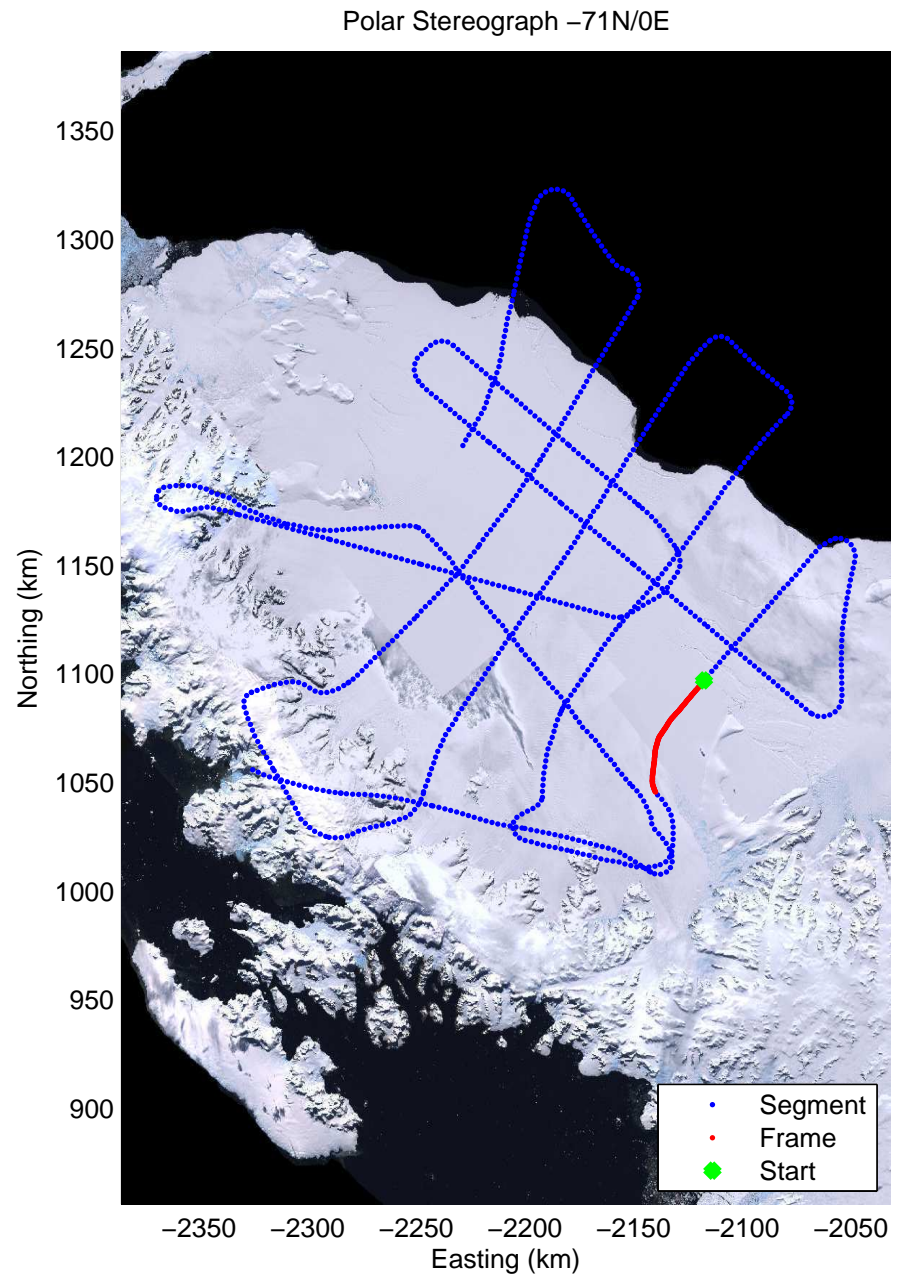 Polar Stereograph −71N/0E
1350
1300
1250
1200
1150
1100
1050
1000
950
900
Northing (km)
−2350 −2300 −2250 −2200 −2150 −2100 −2050
Easting (km)
Segment
Frame
Start